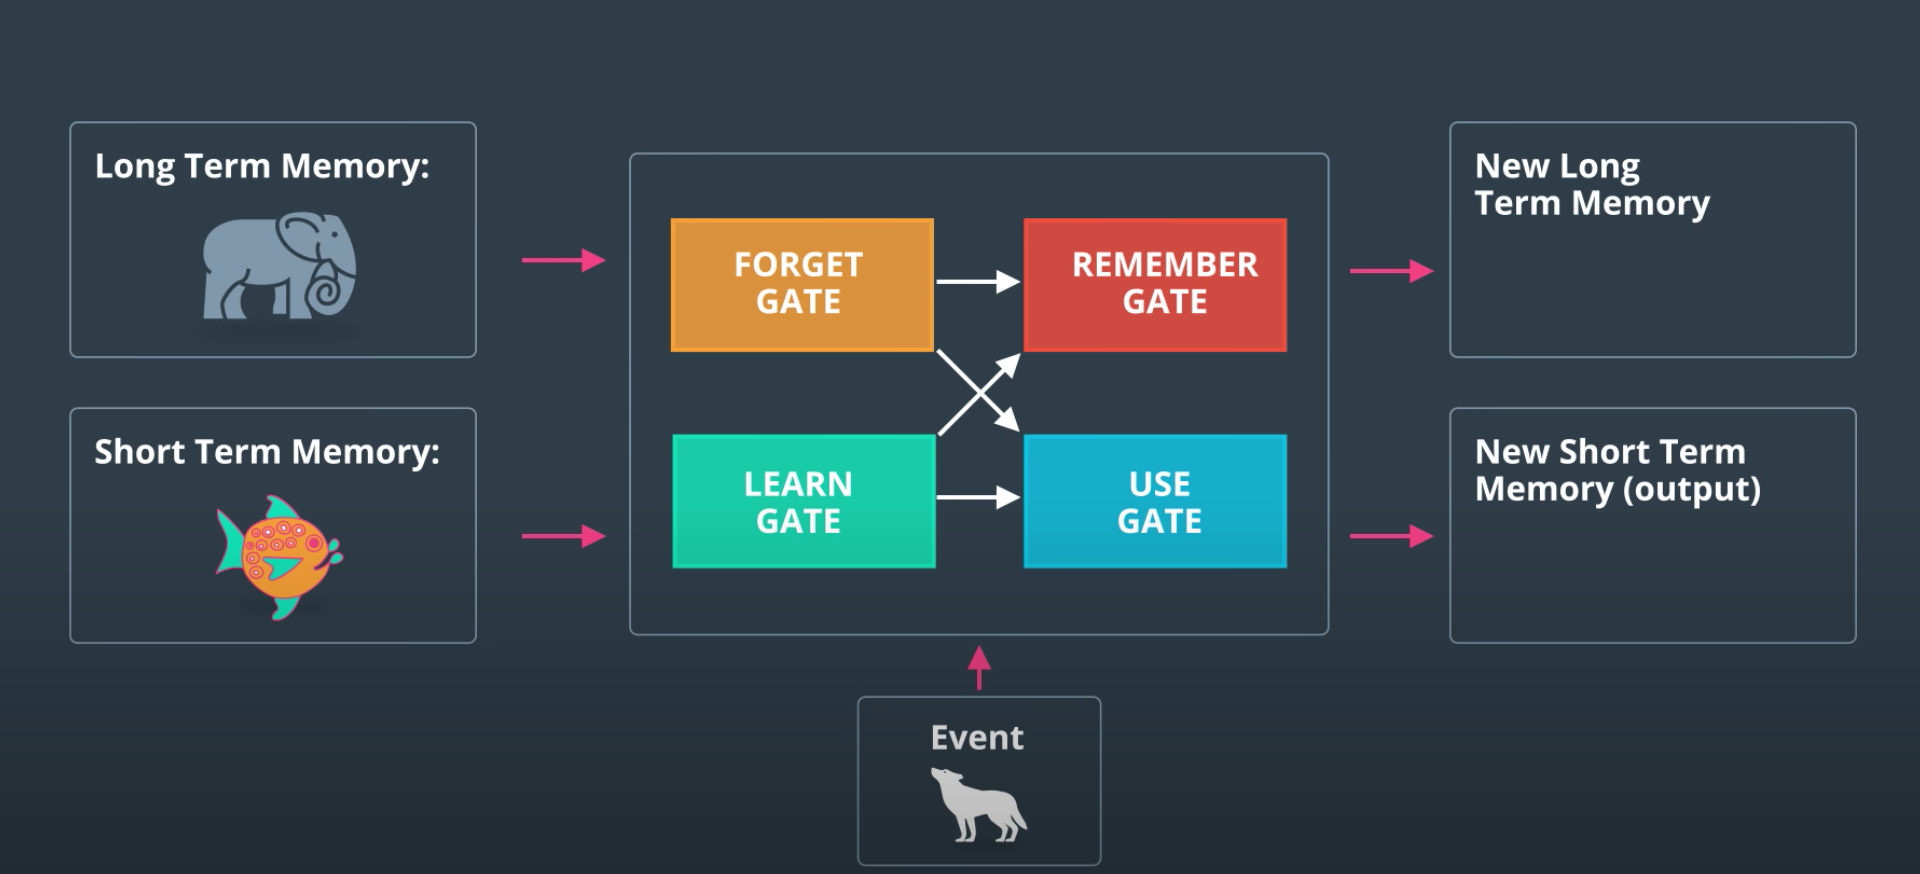 Long Term Memory:
Short Term Memory:
FORGET
GATE
REMEMBER
GATE
LEARN
GATE
USE
GATE
Event
New Long
Term Memory
New Short Term
Memory (output)